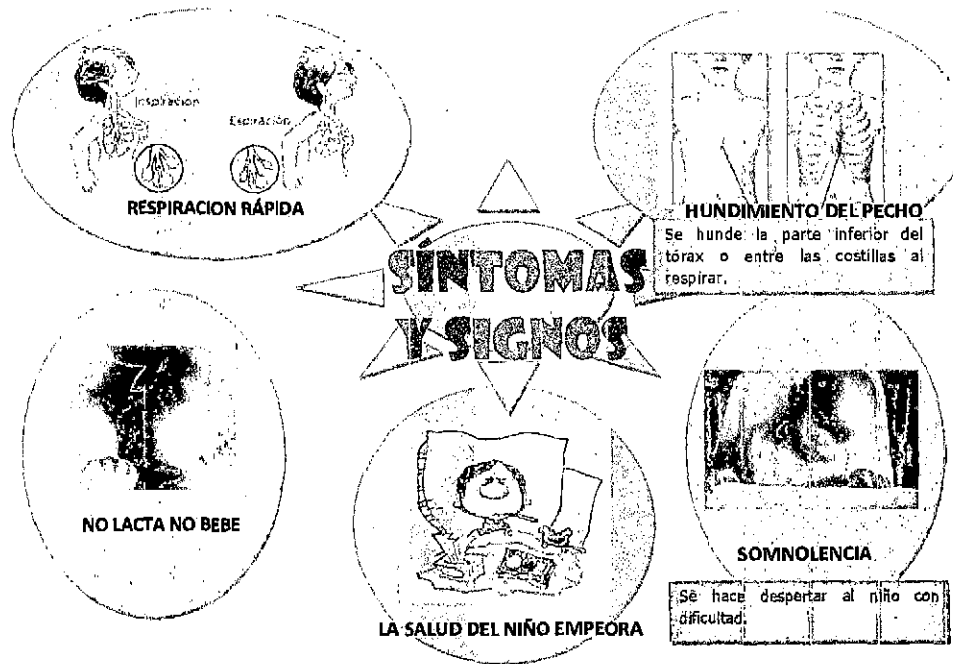 Inspiración
Espiración
RESPIRACION RÁPIDA
HUNDIMIENTO DEL PECHO
Se hunde la parte inferior del
tórax o entre las costillas al
respirar.
SÍNTOMAS
Y SIGNOS
NO LACTA NO BEBE
LA SALUD DEL NIÑO EMPEORA
SOMNOLENCIA
Se hace despertar al niño con
dificultad.